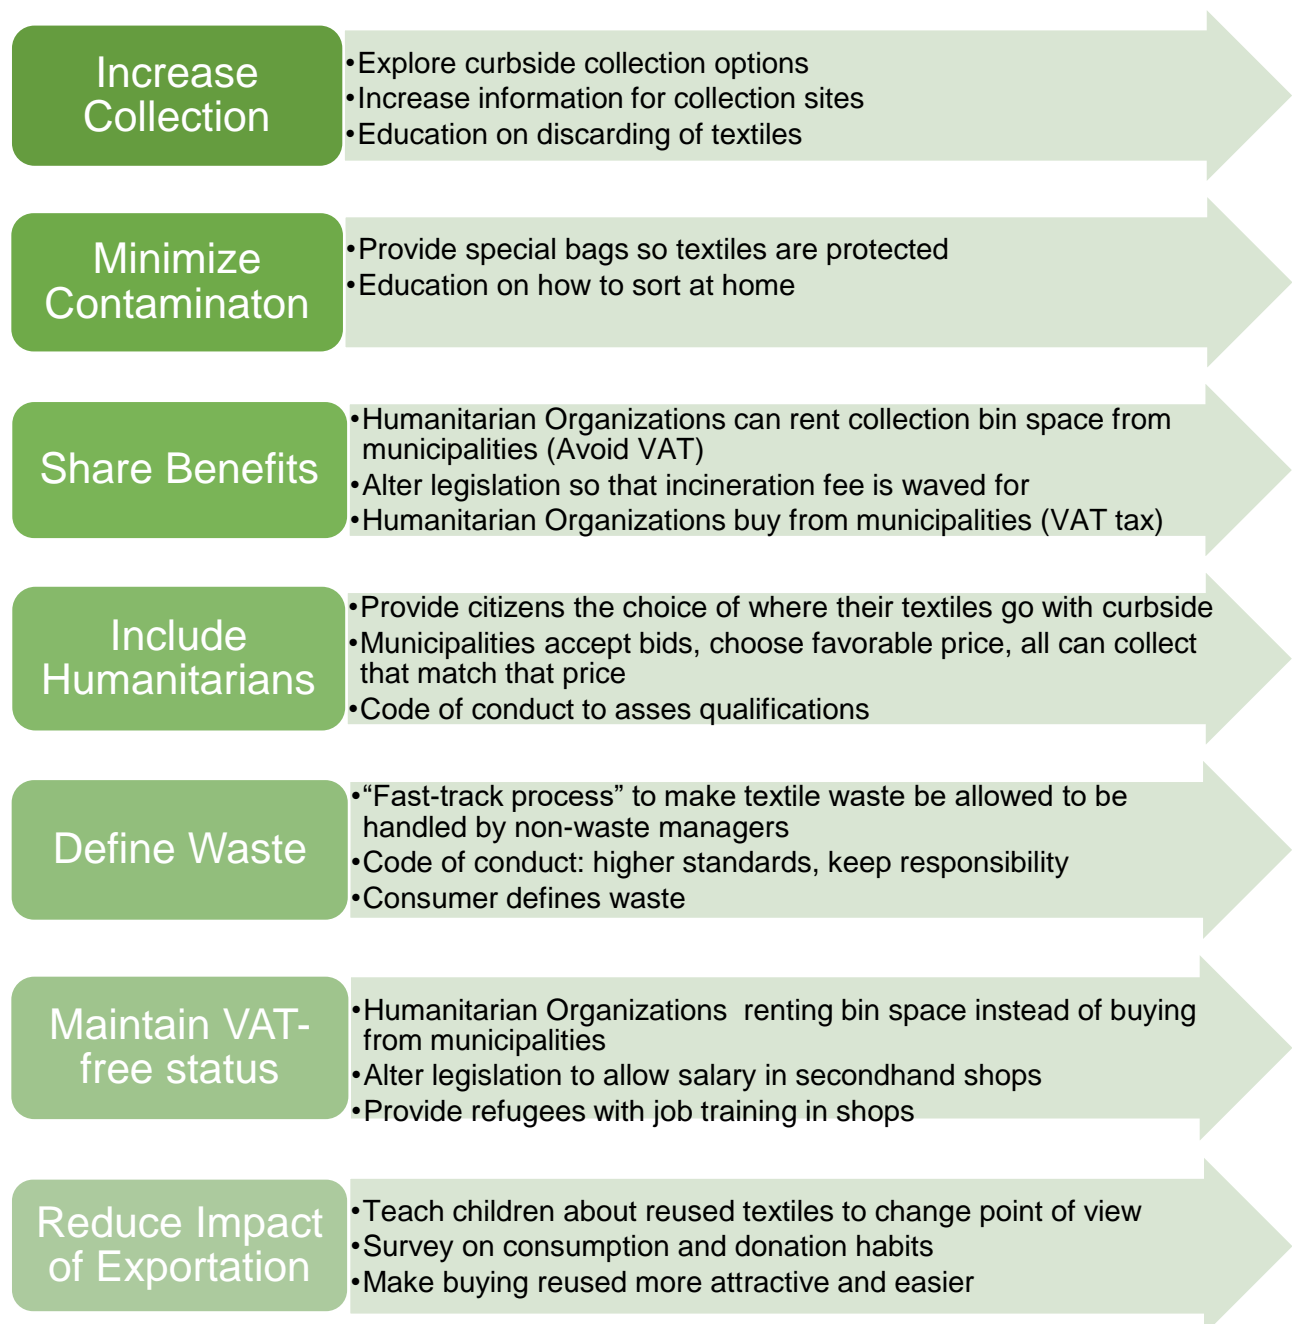 Increase
Collection
•Explore curbside collection options
•Increase information for collection sites
•Education on discarding of textiles
Minimize
Contaminaton
•Provide special bags so textiles are protected
•Education on how to sort at home
Share Benefits
•Humanitarian Organizations can rent collection bin space from
municipalities (Avoid VAT)
•Alter legislation so that incineration fee is waved for
•Humanitarian Organizations buy from municipalities (VAT tax)
Include
Humanitarians
•Provide citizens the choice of where their textiles go with curbside
•Municipalities accept bids, choose favorable price, all can collect
that match that price
•Code of conduct to asses qualifications
Define Waste
•“Fast-track process” to make textile waste be allowed to be
handled by non-waste managers
•Code of conduct: higher standards, keep responsibility
•Consumer defines waste
Maintain VAT-
free status
•Humanitarian Organizations  renting bin space instead of buying
from municipalities
•Alter legislation to allow salary in secondhand shops
•Provide refugees with job training in shops
Reduce Impact
of Exportation
•Teach children about reused textiles to change point of view
•Survey on consumption and donation habits
•Make buying reused more attractive and easier